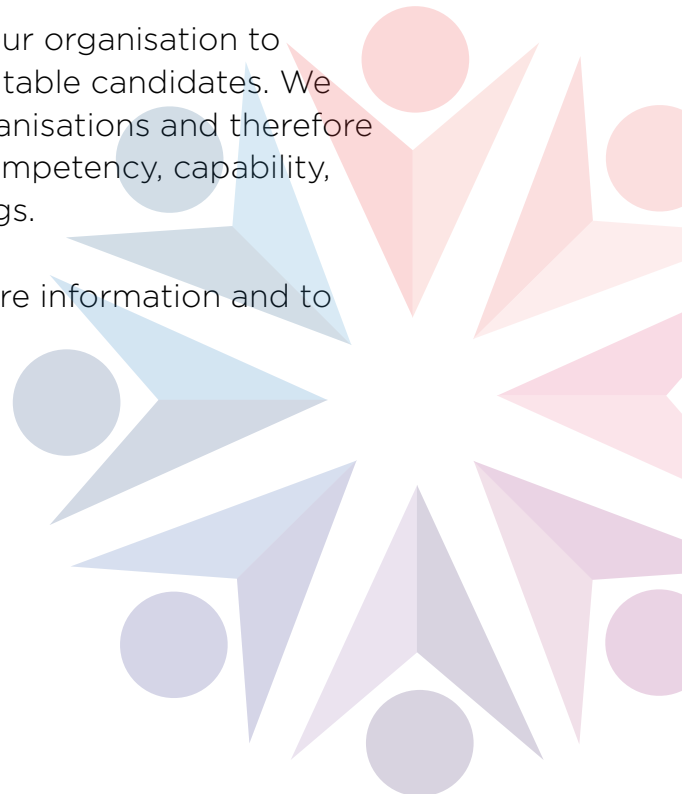 ur organisation to
table candidates. We
anisations and therefore
mpetency, capability,
gs.
re information and to